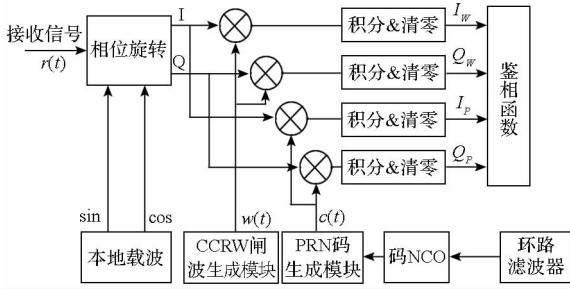 接收信号
r(t)
相位旋转
I
Q
积分&清零
I_W
积分&清零
Q_W
积分&清零
I_P
积分&清零
Q_P
鉴相函数
sin
cos
w(t)
c(t)
本地载波
CCRW闸
波生成模块
PRN码
生成模块
码NCO
环路
滤波器